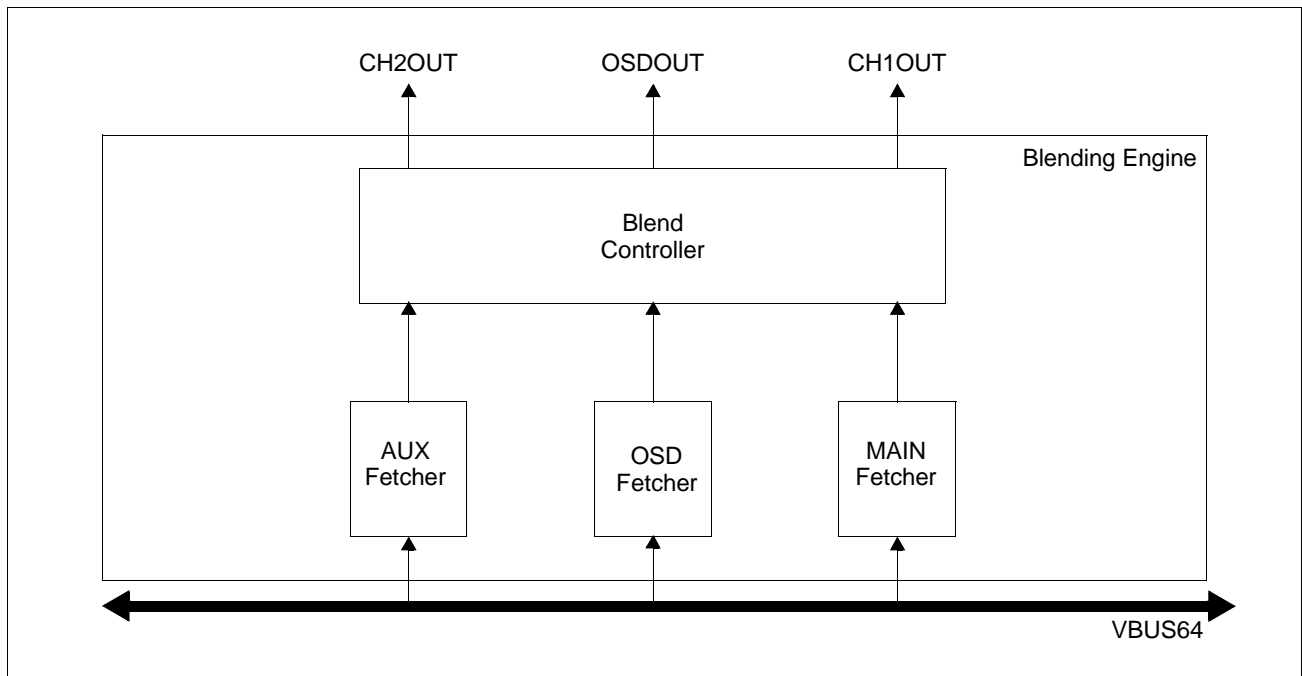 CH2OUT
OSDOUT
CH1OUT
Blending Engine
Blend
Controller
AUX
Fetcher
OSD
Fetcher
MAIN
Fetcher
VBUS64